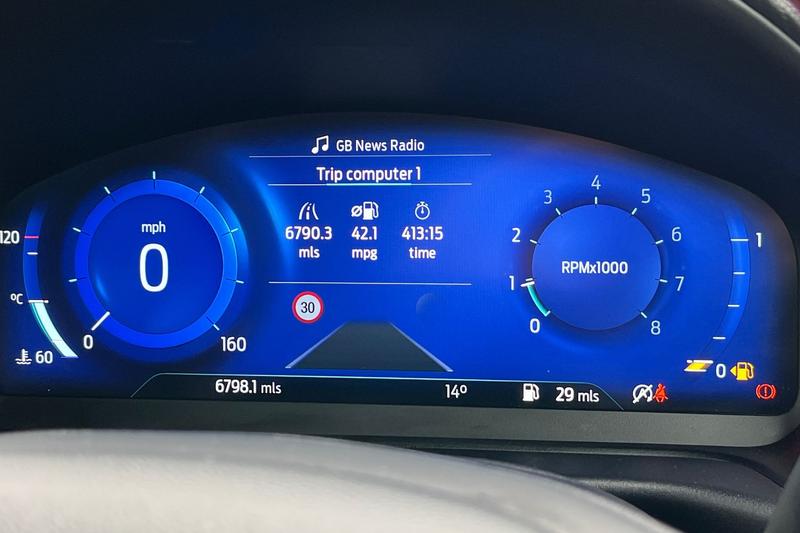 GB News Radio
Trip computer 1
6790.3 42.1 413:15
mls mpg time
mph
0
0 160
120
°C
60
30
RPMx1000
0 1 2 3 4 5 6 7 8
1
0
6798.1 mls 14° 29 mls